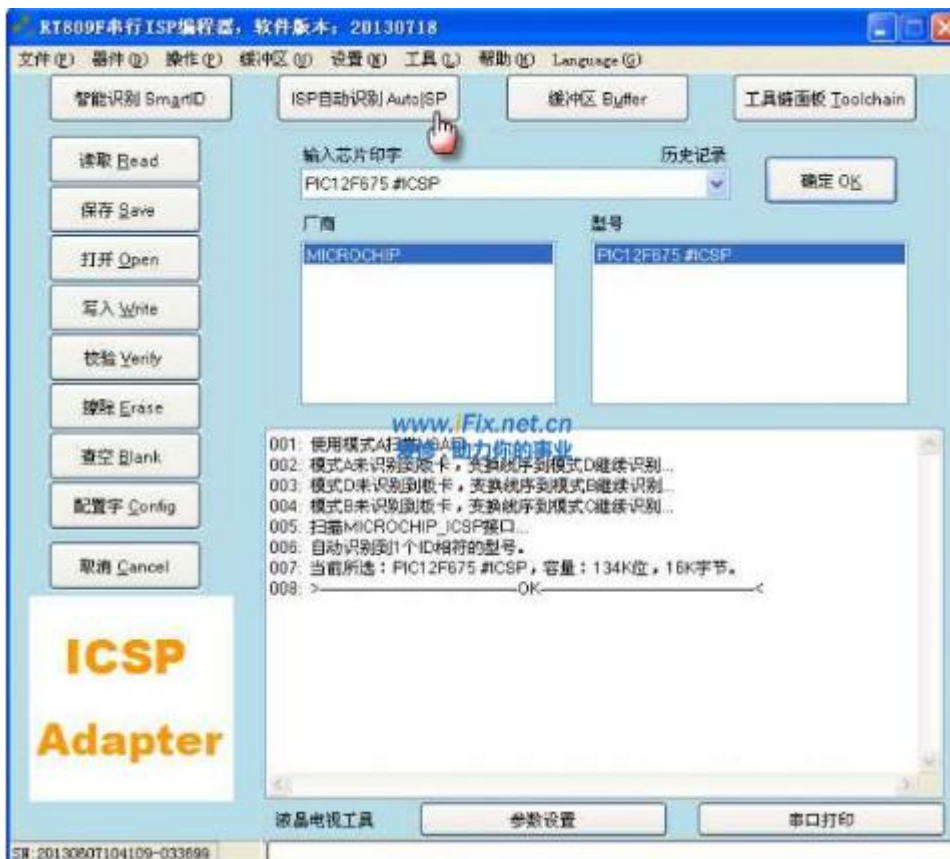 RT809F串行ISP编程器，软件版本：20130718
文件(F) 器件(D) 操作(P) 缓冲区(U) 设置(W) 工具(L) 帮助(H) Language(G)
智能识别 SmartID
ISP自动识别 AutoISP
缓冲区 Buffer
工具链面板 Toolchain
读取 Read
保存 Save
打开 Open
写入 Write
校验 Verify
擦除 Erase
查空 Blank
配置字 Config
取消 Cancel
输入芯片印字 历史记录
PIC12F675 #ICSP
确定 OK
厂商 型号
MICROCHIP PIC12F675 #ICSP
www.iFix.net.cn
爱修 助力你的事业
001: 使用模式A扫描
002: 模式A未识别到板卡，变换线序到模式D继续识别...
003: 模式D未识别到板卡，变换线序到模式B继续识别...
004: 模式B未识别到板卡，变换线序到模式C继续识别...
005: 扫描MICROCHIP_ICSP接口...
006: 自动识别到1个ID相符的型号。
007: 当前所选：PIC12F675 #ICSP，容量：134K位，16K字节。
008: >————————OK————————<
ICSP
Adapter
液晶电视工具 参数设置 串口打印
SN:20130607104109-033699